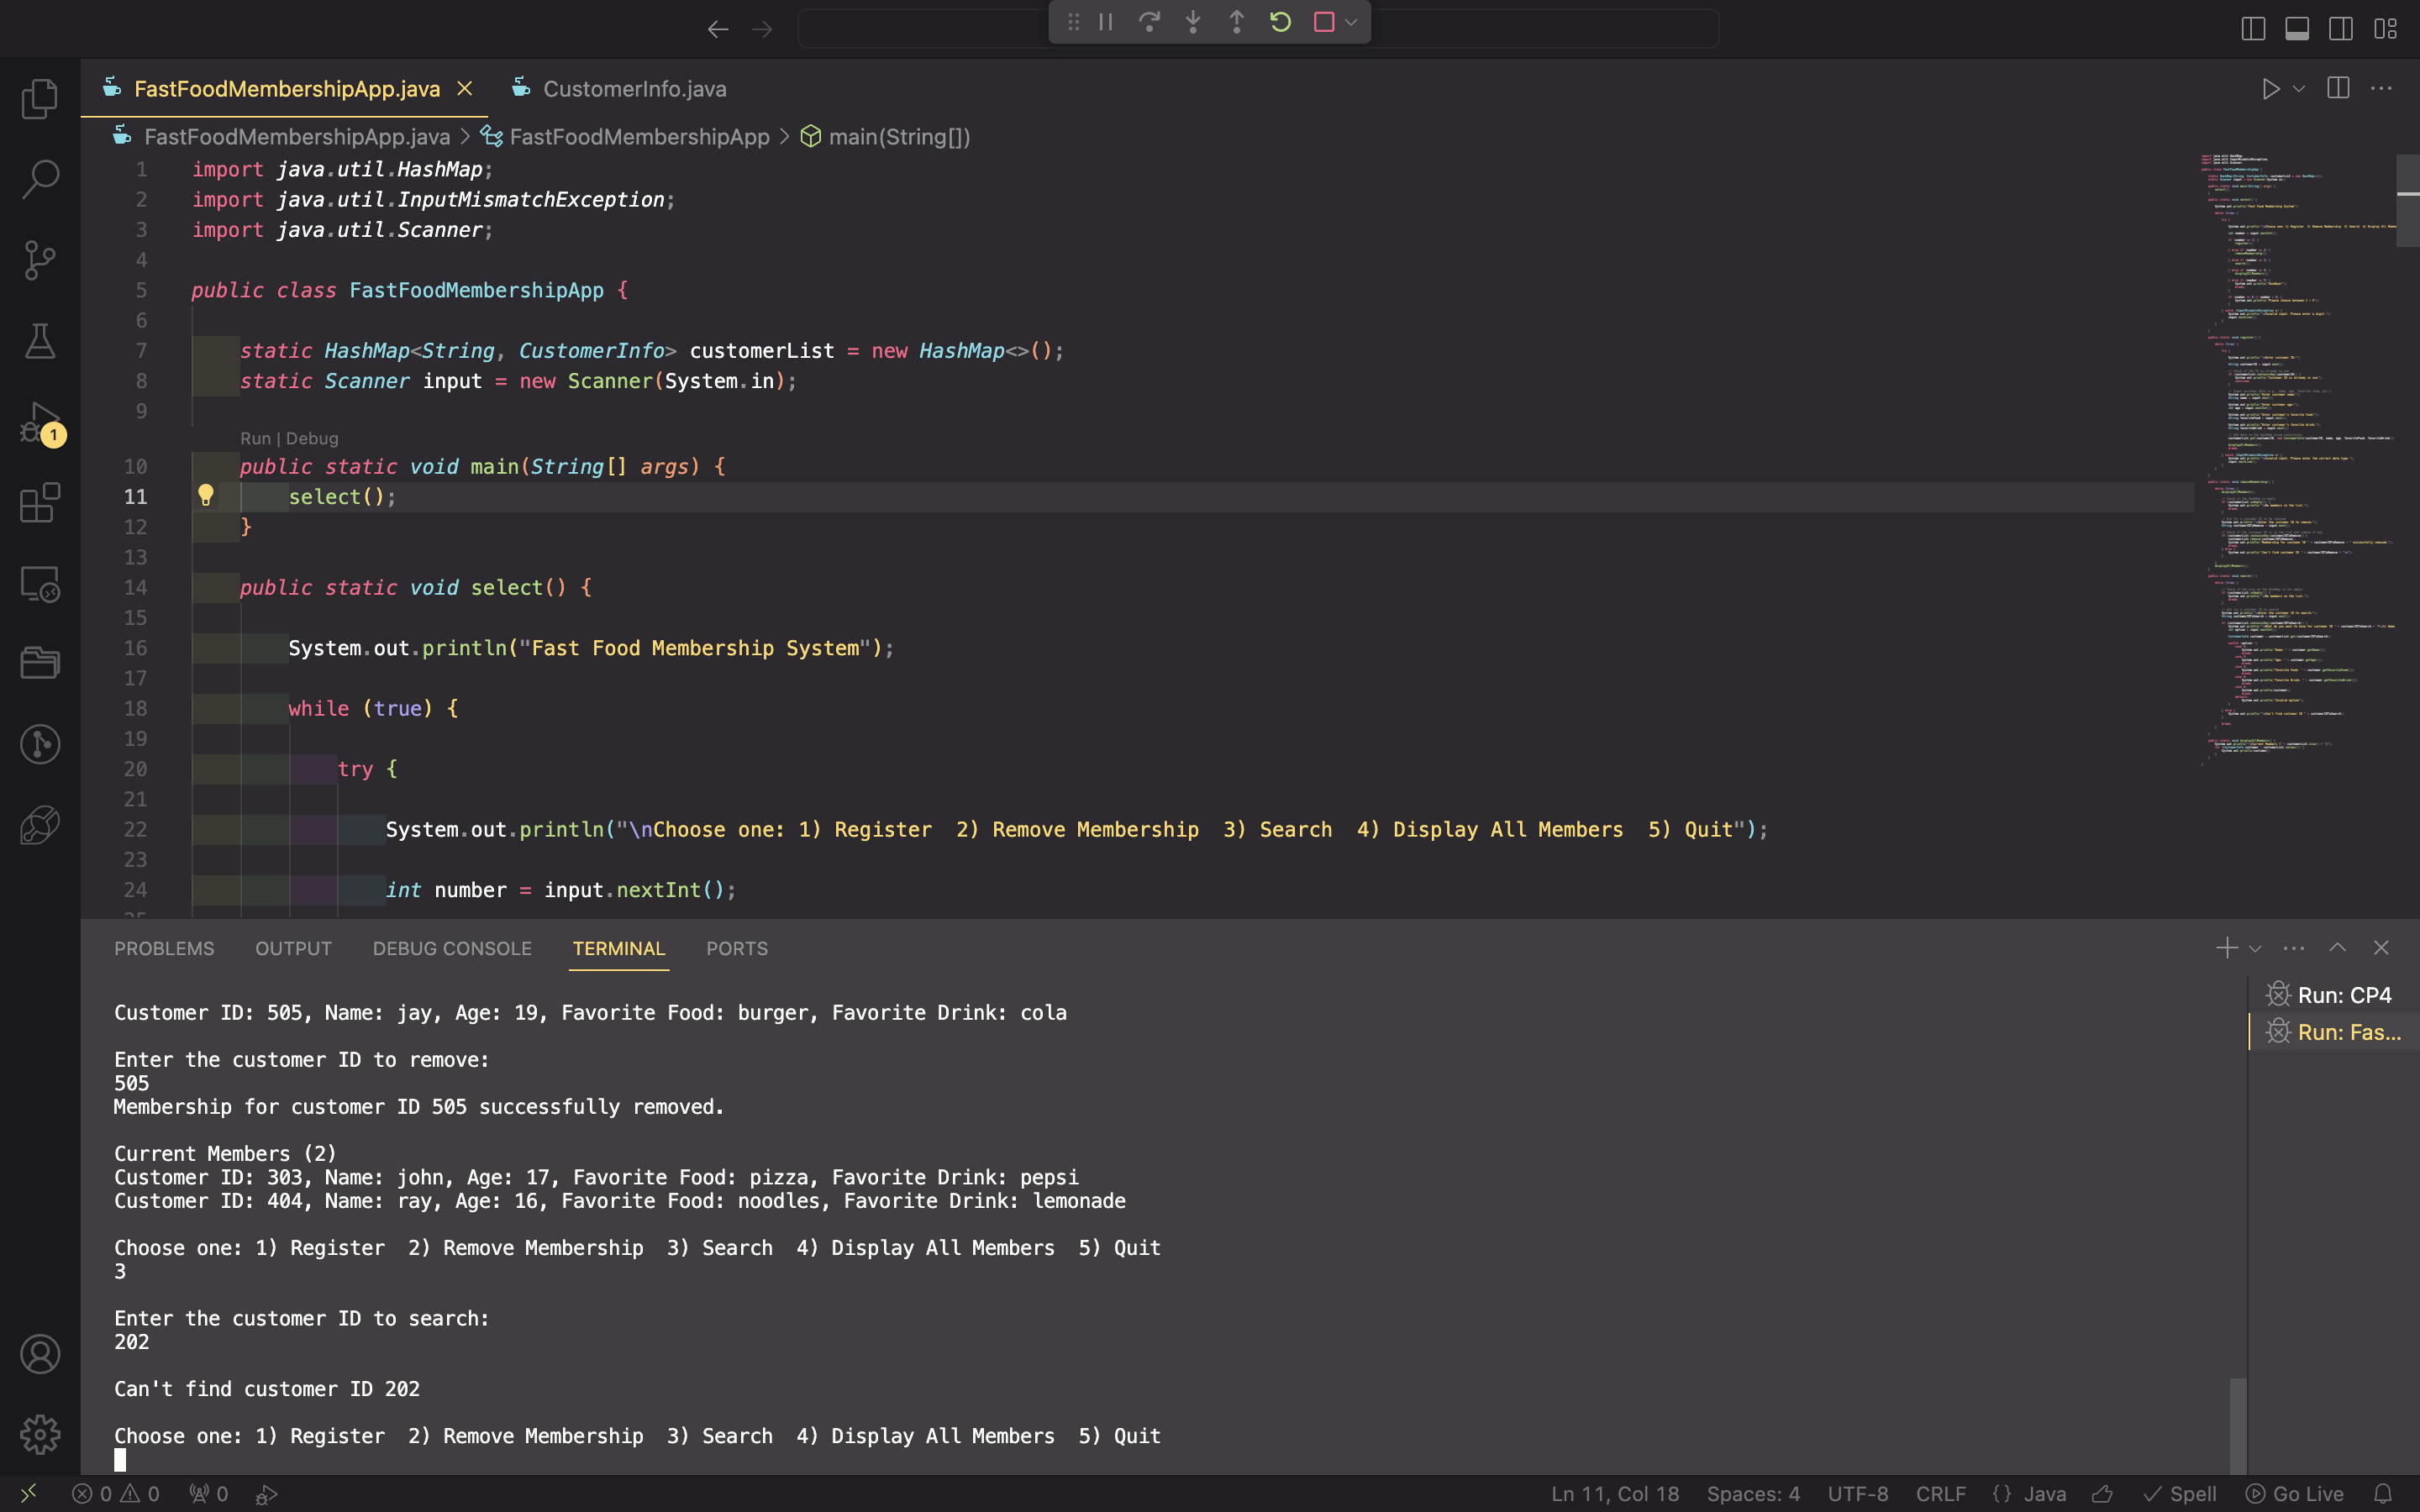 FastFoodMembershipApp.java
CustomerInfo.java
FastFoodMembershipApp.java > FastFoodMembershipApp > main(String[])
1 import java.util.HashMap;
2 import java.util.InputMismatchException;
3 import java.util.Scanner;
4
5 public class FastFoodMembershipApp {
6
7 static HashMap<String, CustomerInfo> customerList = new HashMap<>();
8 static Scanner input = new Scanner(System.in);
9
Run | Debug
10 public static void main(String[] args) {
11 select();
12 }
13
14 public static void select() {
15
16 System.out.println("Fast Food Membership System");
17
18 while (true) {
19
20 try {
21
22 System.out.println("\nChoose one: 1) Register  2) Remove Membership  3) Search  4) Display All Members  5) Quit");
23
24 int number = input.nextInt();
1
PROBLEMS OUTPUT DEBUG CONSOLE TERMINAL PORTS
Customer ID: 505, Name: jay, Age: 19, Favorite Food: burger, Favorite Drink: cola
Enter the customer ID to remove:
505
Membership for customer ID 505 successfully removed.
Current Members (2)
Customer ID: 303, Name: john, Age: 17, Favorite Food: pizza, Favorite Drink: pepsi
Customer ID: 404, Name: ray, Age: 16, Favorite Food: noodles, Favorite Drink: lemonade
Choose one: 1) Register  2) Remove Membership  3) Search  4) Display All Members  5) Quit
3
Enter the customer ID to search:
202
Can't find customer ID 202
Choose one: 1) Register  2) Remove Membership  3) Search  4) Display All Members  5) Quit
Run: CP4
Run: Fas...
0 0 0 Ln 11, Col 18 Spaces: 4 UTF-8 CRLF {} Java Spell Go Live